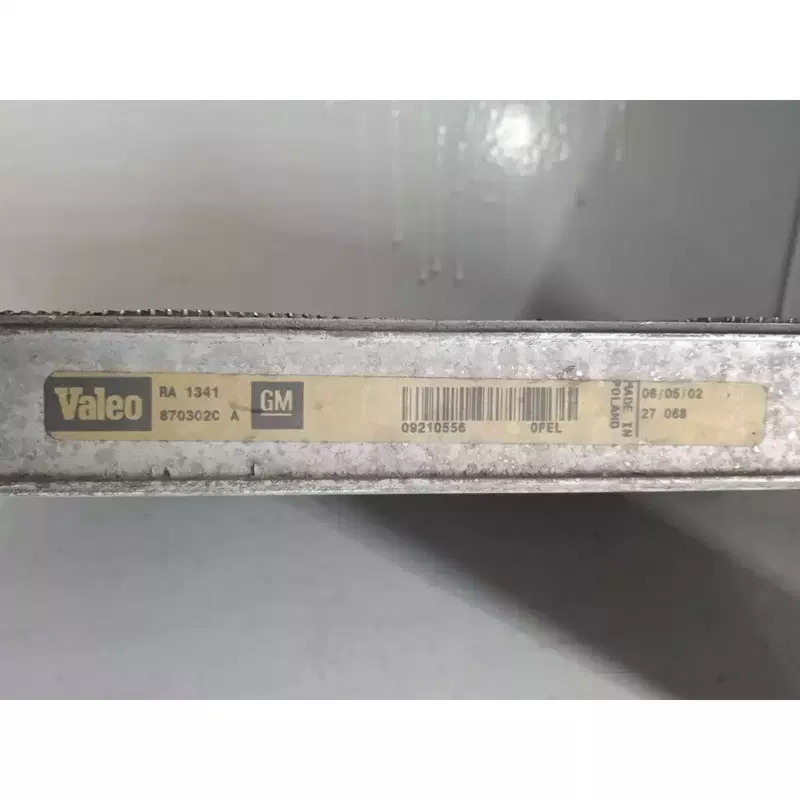 Valeo
RA 1341
870302C A
GM
09210556 OPEL
MADE IN
POLAND
06/05/02
27 068